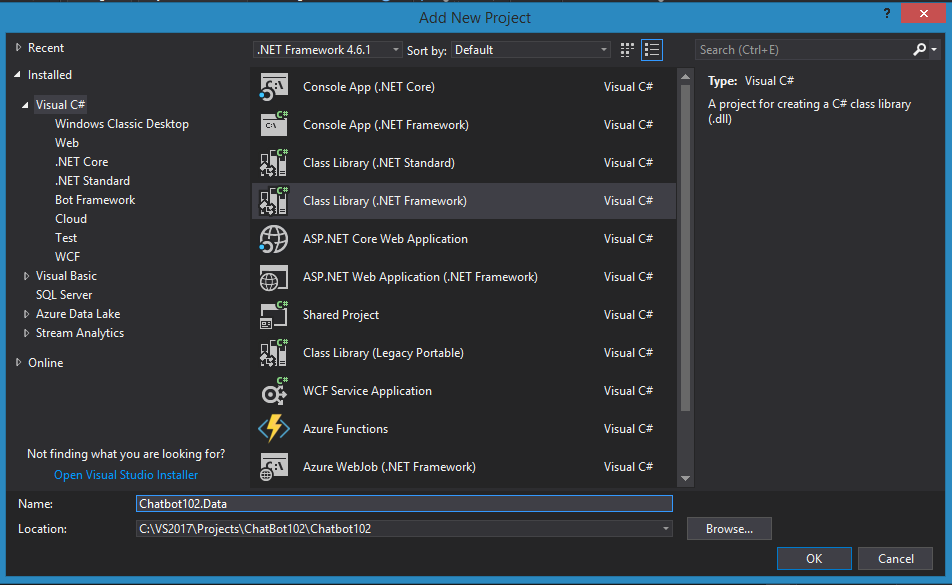 Add New Project
?
Recent
Installed
Visual C#
Windows Classic Desktop
Web
.NET Core
.NET Standard
Bot Framework
Cloud
Test
WCF
Visual Basic
SQL Server
Azure Data Lake
Stream Analytics
Online
Not finding what you are looking for?
Open Visual Studio Installer
.NET Framework 4.6.1 Sort by: Default
Console App (.NET Core) Visual C#
Console App (.NET Framework) Visual C#
Class Library (.NET Standard) Visual C#
Class Library (.NET Framework) Visual C#
ASP.NET Core Web Application Visual C#
ASP.NET Web Application (.NET Framework) Visual C#
Shared Project Visual C#
Class Library (Legacy Portable) Visual C#
WCF Service Application Visual C#
Azure Functions Visual C#
Azure WebJob (.NET Framework) Visual C#
Search (Ctrl+E)
Type: Visual C#
A project for creating a C# class library
(.dll)
Name: Chatbot102.Data
Location: C:\VS2017\Projects\ChatBot102\Chatbot102
Browse...
OK Cancel